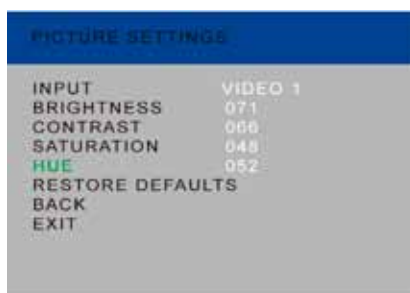 PICTURE SETTINGS
INPUT VIDEO 1
BRIGHTNESS 071
CONTRAST 066
SATURATION 048
HUE 052
RESTORE DEFAULTS
BACK
EXIT